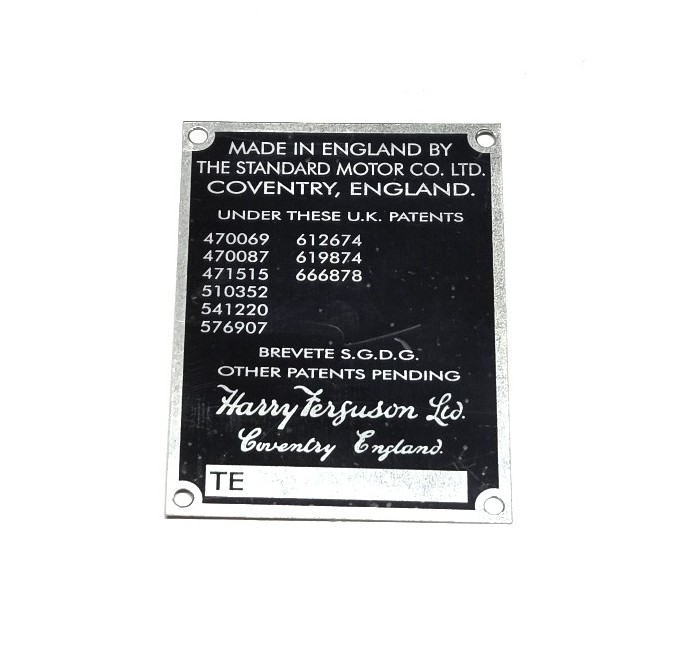 MADE IN ENGLAND BY
THE STANDARD MOTOR CO. LTD.
COVENTRY, ENGLAND.
UNDER THESE U.K. PATENTS
470069 612674
470087 619874
471515 666878
510352
541220
576907
BREVETE S.G.D.G.
OTHER PATENTS PENDING
Harry Ferguson Ltd.
Coventry England.
TE